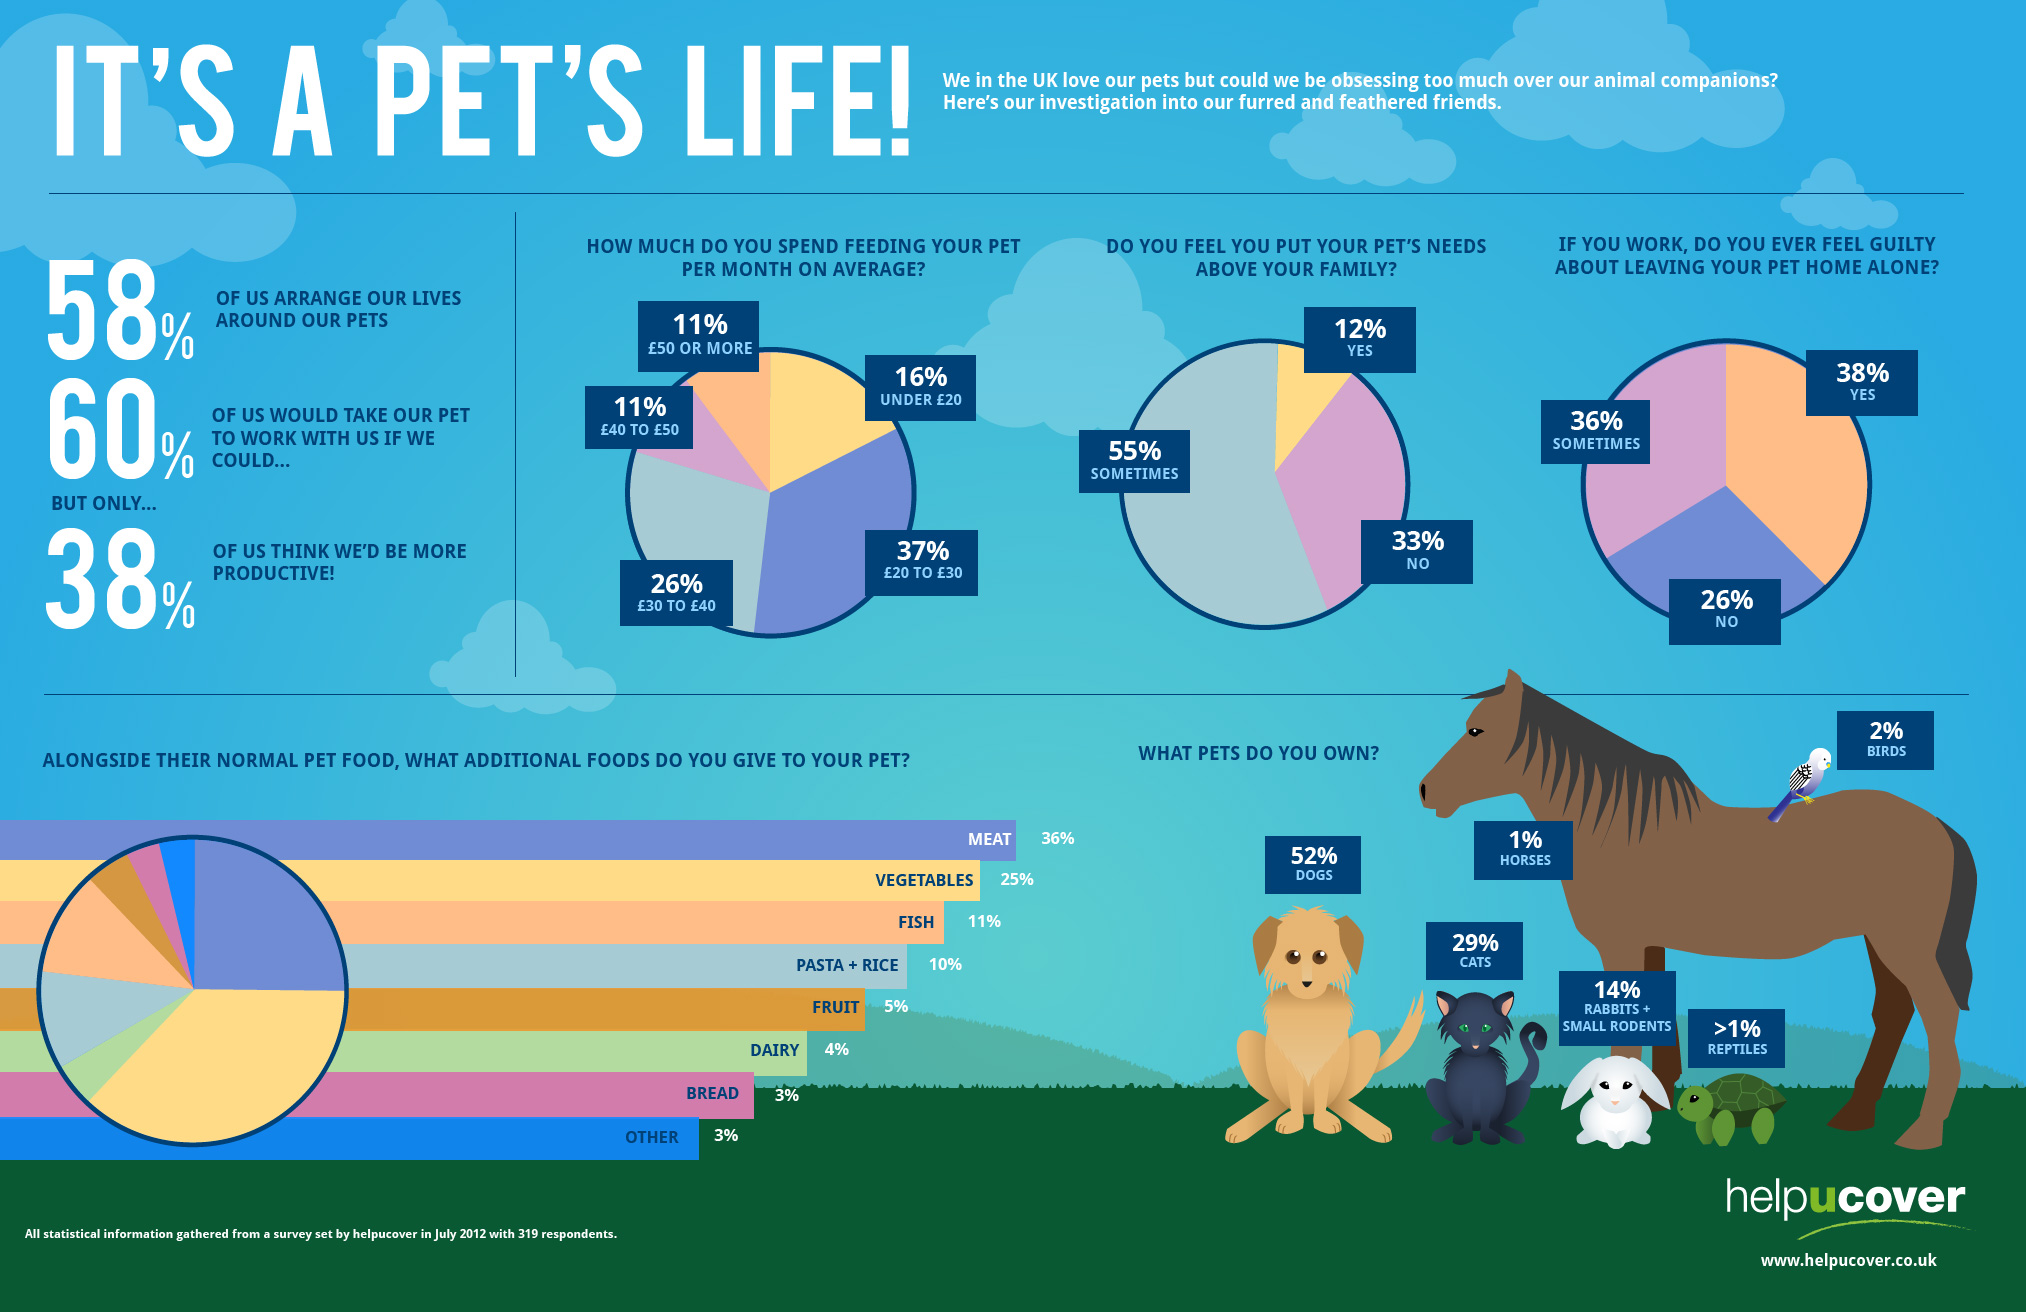 IT'S A PET'S LIFE!
We in the UK love our pets but could we be obsessing too much over our animal companions?
Here's our investigation into our furred and feathered friends.
58%
OF US ARRANGE OUR LIVES
AROUND OUR PETS
60%
OF US WOULD TAKE OUR PET
TO WORK WITH US IF WE
COULD...
BUT ONLY...
38%
OF US THINK WE'D BE MORE
PRODUCTIVE!
HOW MUCH DO YOU SPEND FEEDING YOUR PET
PER MONTH ON AVERAGE?
11%
£50 OR MORE
16%
UNDER £20
11%
£40 TO £50
37%
£20 TO £30
26%
£30 TO £40
DO YOU FEEL YOU PUT YOUR PET'S NEEDS
ABOVE YOUR FAMILY?
12%
YES
55%
SOMETIMES
33%
NO
IF YOU WORK, DO YOU EVER FEEL GUILTY
ABOUT LEAVING YOUR PET HOME ALONE?
38%
YES
36%
SOMETIMES
26%
NO
ALONGSIDE THEIR NORMAL PET FOOD, WHAT ADDITIONAL FOODS DO YOU GIVE TO YOUR PET?
MEAT 36%
VEGETABLES 25%
FISH 11%
PASTA + RICE 10%
FRUIT 5%
DAIRY 4%
BREAD 3%
OTHER 3%
WHAT PETS DO YOU OWN?
2%
BIRDS
1%
HORSES
52%
DOGS
29%
CATS
14%
RABBITS +
SMALL RODENTS
>1%
REPTILES
helpucover
www.helpucover.co.uk
All statistical information gathered from a survey set by helpucover in July 2012 with 319 respondents.